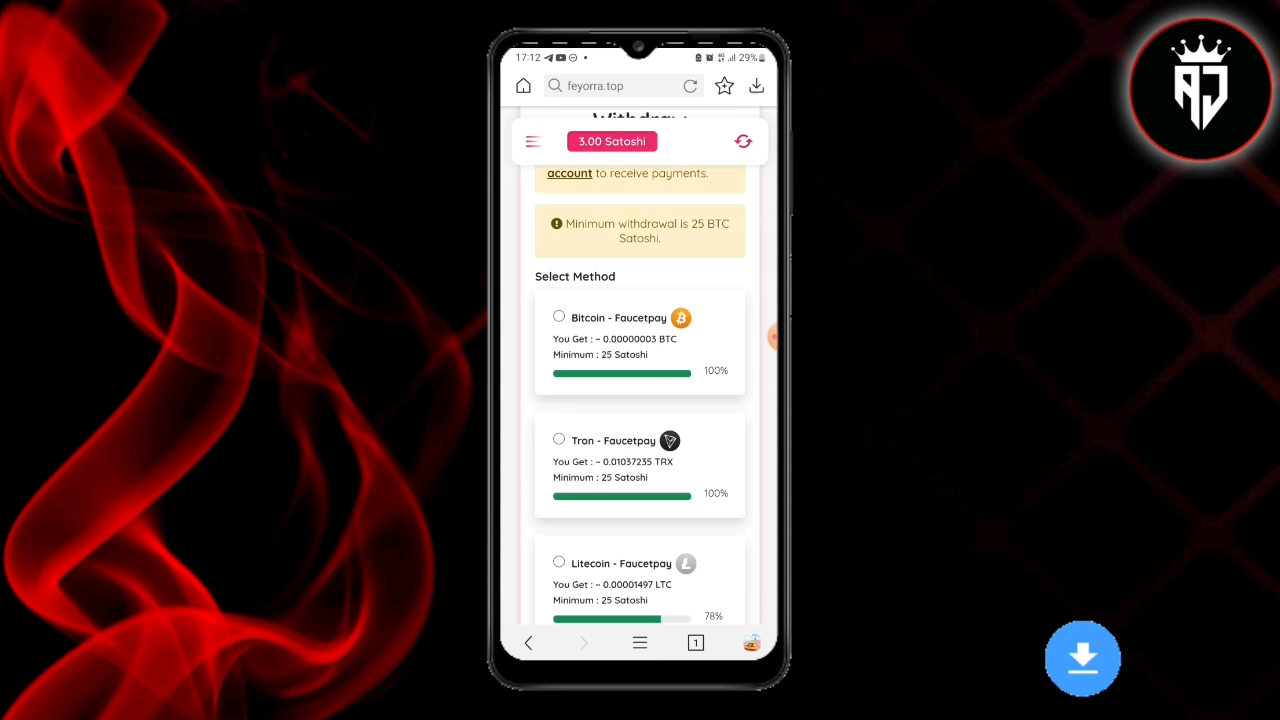 AJ
17:12 29%
feyorra.top
Withdraw
3.00 Satoshi
account to receive payments.
Minimum withdrawal is 25 BTC
Satoshi.
Select Method
Bitcoin - Faucetpay
You Get : ~ 0.00000003 BTC
Minimum : 25 Satoshi
100%
Tron - Faucetpay
You Get : ~ 0.01037235 TRX
Minimum : 25 Satoshi
100%
Litecoin - Faucetpay
You Get : ~ 0.00001497 LTC
Minimum : 25 Satoshi
78%
1